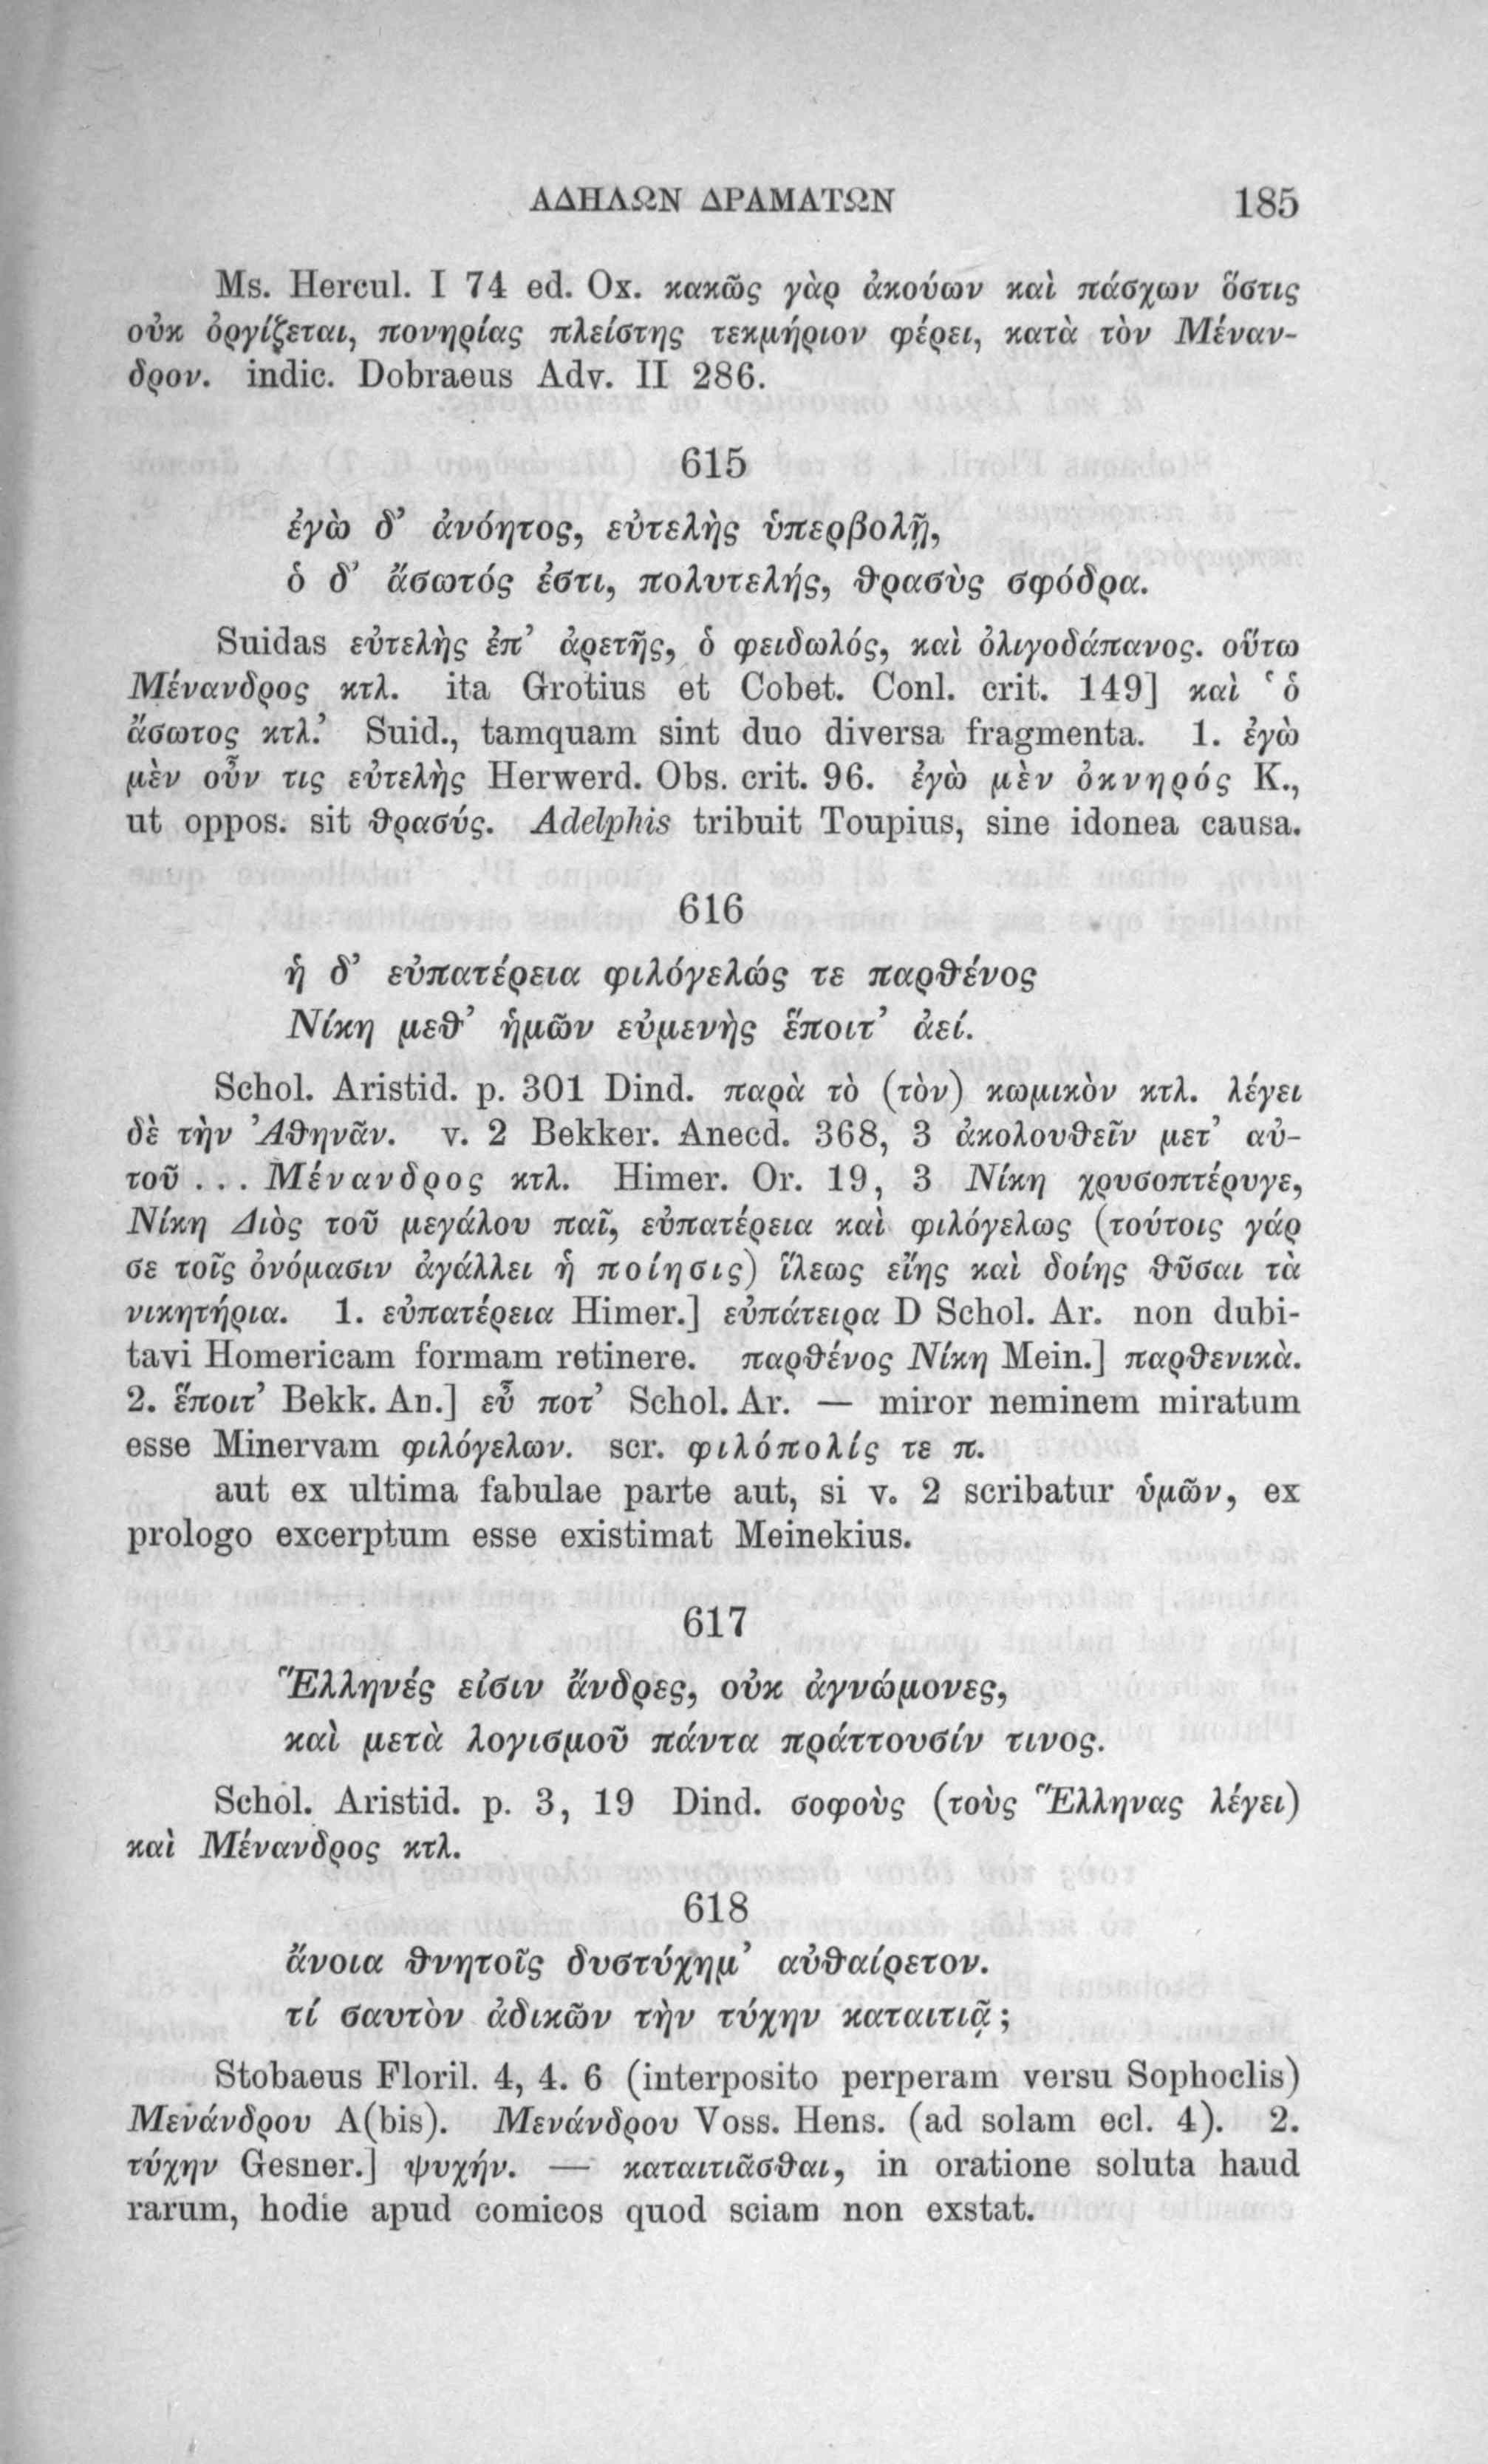 ΑΔΗΛΩΝ ΔΡΑΜΑΤΩΝ 185
Ms. Hercul. I 74 ed. Ox. κακῶς γὰρ ἀκούων καὶ πάσχων ὅστις
οὐκ ὀργίζεται, πονηρίας πλείστης τεκμήριον φέρει, κατὰ τὸν Μέναν-
δρον. indic. Dobraeus Adv. II 286.
615
ἐγὼ δ’ ἀνόητος, εὐτελὴς ὑπερβολῇ,
ὁ δ’ ἄσωτός ἐστι, πολυτελής, θρασὺς σφόδρα.
Suidas εὐτελὴς ἐπ’ ἀρετῆς, ὁ φειδωλός, καὶ ὀλιγοδάπανος. οὕτω
Μένανδρος κτλ. ita Grotius et Cobet. Conl. crit. 149] καὶ ‘ὁ
ἄσωτος κτλ.’ Suid., tamquam sint duo diversa fragmenta. 1. ἐγὼ
μὲν οὖν τις εὐτελὴς Herwerd. Obs. crit. 96. ἐγὼ μὲν ὀκνηρός K.,
ut oppos. sit θρασύς. Adelphis tribuit Toupius, sine idonea causa.
616
ἡ δ’ εὐπατέρεια φιλόγελώς τε παρθένος
Νίκη μεθ’ ἡμῶν εὐμενὴς ἕποιτ’ ἀεί.
Schol. Aristid. p. 301 Dind. παρὰ τὸ (τὸν) κωμικὸν κτλ. λέγει
δὲ τὴν ’Αθηνᾶν. v. 2 Bekker. Anecd. 368, 3 ἀκολουθεῖν μετ’ αὐ-
τοῦ . . . Μένανδρος κτλ. Himer. Or. 19, 3 Νίκη χρυσοπτέρυγε,
Νίκη Διὸς τοῦ μεγάλου παῖ, εὐπατέρεια καὶ φιλόγελως (τούτοις γάρ
σε τοῖς ὀνόμασιν ἀγάλλει ἡ ποίησις) ἵλεως εἴης καὶ δοίης θῦσαι τὰ
νικητήρια. 1. εὐπατέρεια Himer.] εὐπάτειρα D Schol. Ar. non dubi-
tavi Homericam formam retinere. παρθένος Νίκη Mein.] παρθενικὰ.
2. ἕποιτ’ Bekk. An.] εὖ ποτ’ Schol. Ar. — miror neminem miratum
esse Minervam φιλόγελων. scr. φιλόπολίς τε π.
aut ex ultima fabulae parte aut, si v. 2 scribatur ὑμῶν, ex
prologo excerptum esse existimat Meinekius.
617
Ἕλληνές εἰσιν ἄνδρες, οὐκ ἀγνώμονες,
καὶ μετὰ λογισμοῦ πάντα πράττουσίν τινος.
Schol. Aristid. p. 3, 19 Dind. σοφοὺς (τοὺς Ἕλληνας λέγει)
καὶ Μένανδρος κτλ.
618
ἄνοια θνητοῖς δυστύχημ’ αὐθαίρετον.
τί σαυτὸν ἀδικῶν τὴν τύχην καταιτιᾷ;
Stobaeus Floril. 4, 4. 6 (interposito perperam versu Sophoclis)
Μενάνδρου A(bis). Μενάνδρου Voss. Hens. (ad solam ecl. 4). 2.
τύχην Gesner.] ψυχήν. — καταιτιᾶσθαι, in oratione soluta haud
rarum, hodie apud comicos quod sciam non exstat.